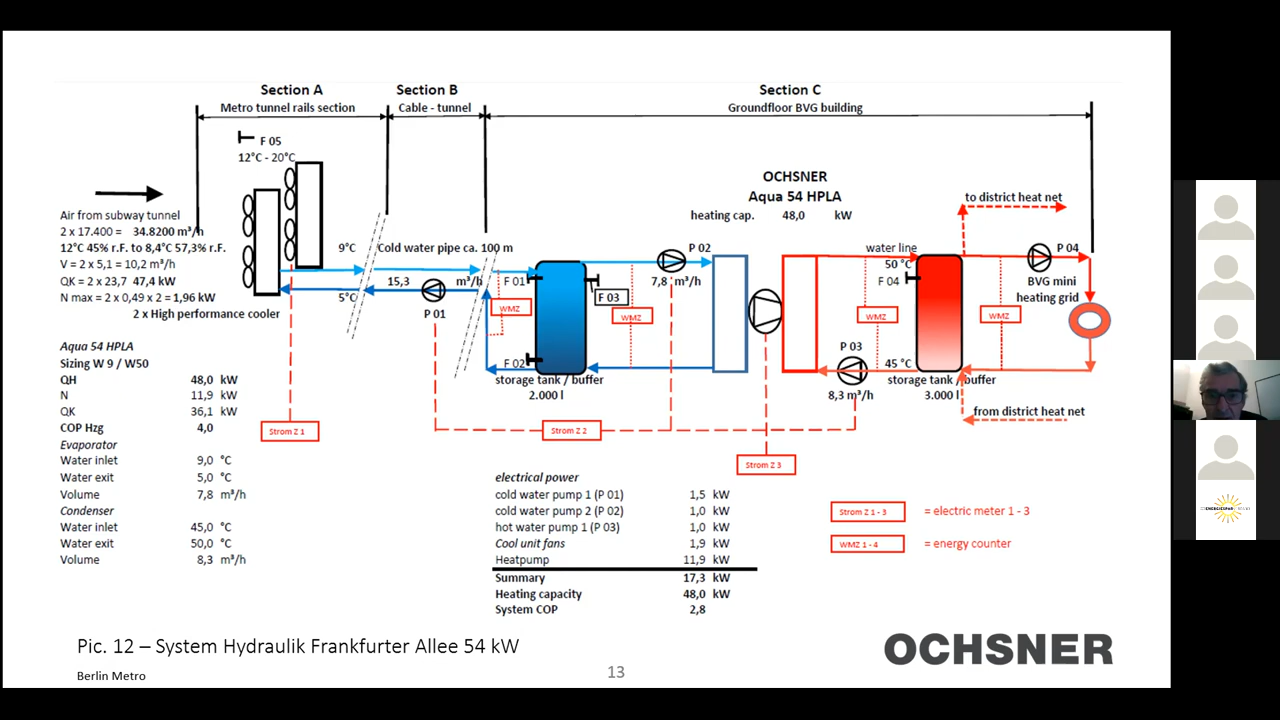 Section A
Section B
Section C
Metro tunnel rails section
Cable - tunnel
Groundfloor BVG building
F 05
12°C - 20°C
OCHSNER
Aqua 54 HPLA
heating cap. 48,0 kW
to district heat net
Air from subway tunnel
2 x 17.400 = 34.8200 m³/h
12°C 45% r.F. to 8,4°C 57,3% r.F.
V = 2 x 5,1 = 10,2 m³/h
QK = 2 x 23,7 47,4 kW
N max = 2 x 0,49 x 2 = 1,96 kW
2 x High performance cooler
9°C
Cold water pipe ca. 100 m
5°C
15,3 m³/h
P 01
F 01
WMZ
F 02
F 03
storage tank / buffer
2.000 l
P 02
7,8 m³/h
WMZ
water line
50 °C
F 04
WMZ
P 03
8,3 m³/h
45 °C
storage tank / buffer
3.000 l
WMZ
P 04
BVG mini
heating grid
from district heat net
Strom Z 1
Strom Z 2
Strom Z 3
Aqua 54 HPLA
Sizing W 9 / W50
QH 48,0 kW
N 11,9 kW
QK 36,1 kW
COP Hzg 4,0
Evaporator
Water inlet 9,0 °C
Water exit 5,0 °C
Volume 7,8 m³/h
Condenser
Water inlet 45,0 °C
Water exit 50,0 °C
Volume 8,3 m³/h
electrical power
cold water pump 1 (P 01) 1,5 kW
cold water pump 2 (P 02) 1,0 kW
hot water pump 1 (P 03) 1,0 kW
Cool unit fans 1,9 kW
Heatpump 11,9 kW
Summary 17,3 kW
Heating capacity 48,0 kW
System COP 2,8
Strom Z 1 - 3 = electric meter 1 - 3
WMZ 1 - 4 = energy counter
Pic. 12 – System Hydraulik Frankfurter Allee 54 kW
Berlin Metro
13
OCHSNER